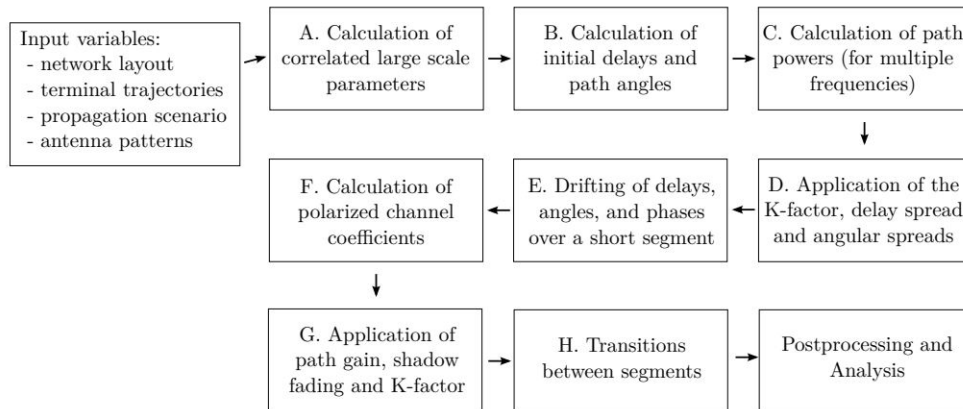 Input variables:
- network layout
- terminal trajectories
- propagation scenario
- antenna patterns
A. Calculation of
correlated large scale
parameters
B. Calculation of
initial delays and
path angles
C. Calculation of path
powers (for multiple
frequencies)
D. Application of the
K-factor, delay spread
and angular spreads
E. Drifting of delays,
angles, and phases
over a short segment
F. Calculation of
polarized channel
coefficients
G. Application of
path gain, shadow
fading and K-factor
H. Transitions
between segments
Postprocessing and
Analysis